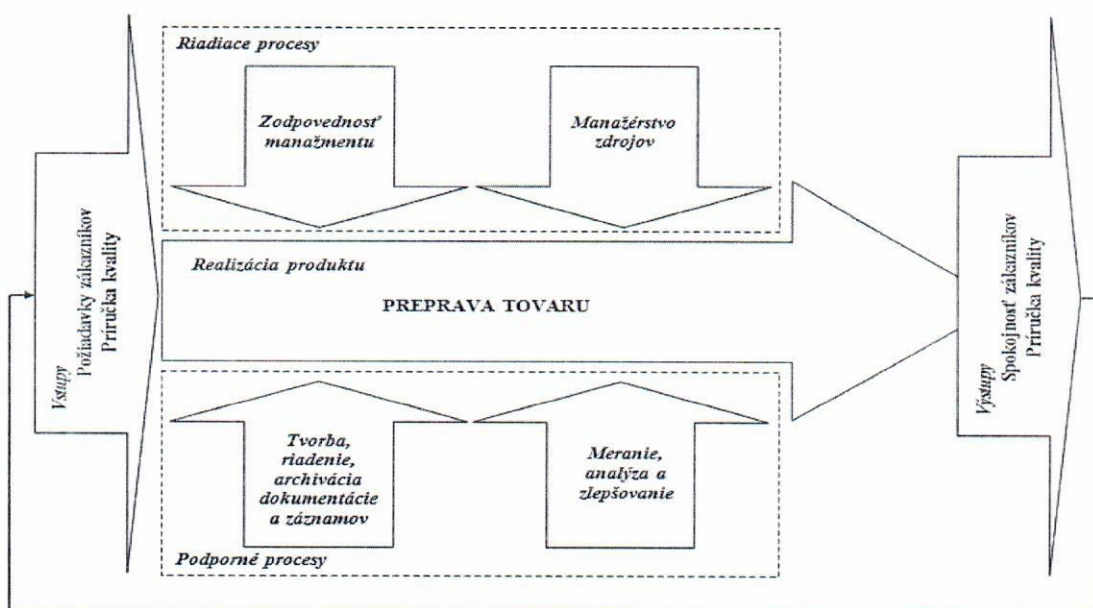 Riadiace procesy
Zodpovednosť
manažmentu
Manažérstvo
zdrojov
Vstupy
Požiadavky zákazníkov
Príručka kvality
Realizácia produktu
PREPRAVA TOVARU
Výstupy
Spokojnosť zákazníkov
Príručka kvality
Tvorba,
riadenie,
archivácia
dokumentácie
a záznamov
Meranie,
analýza a
zlepšovanie
Podporné procesy